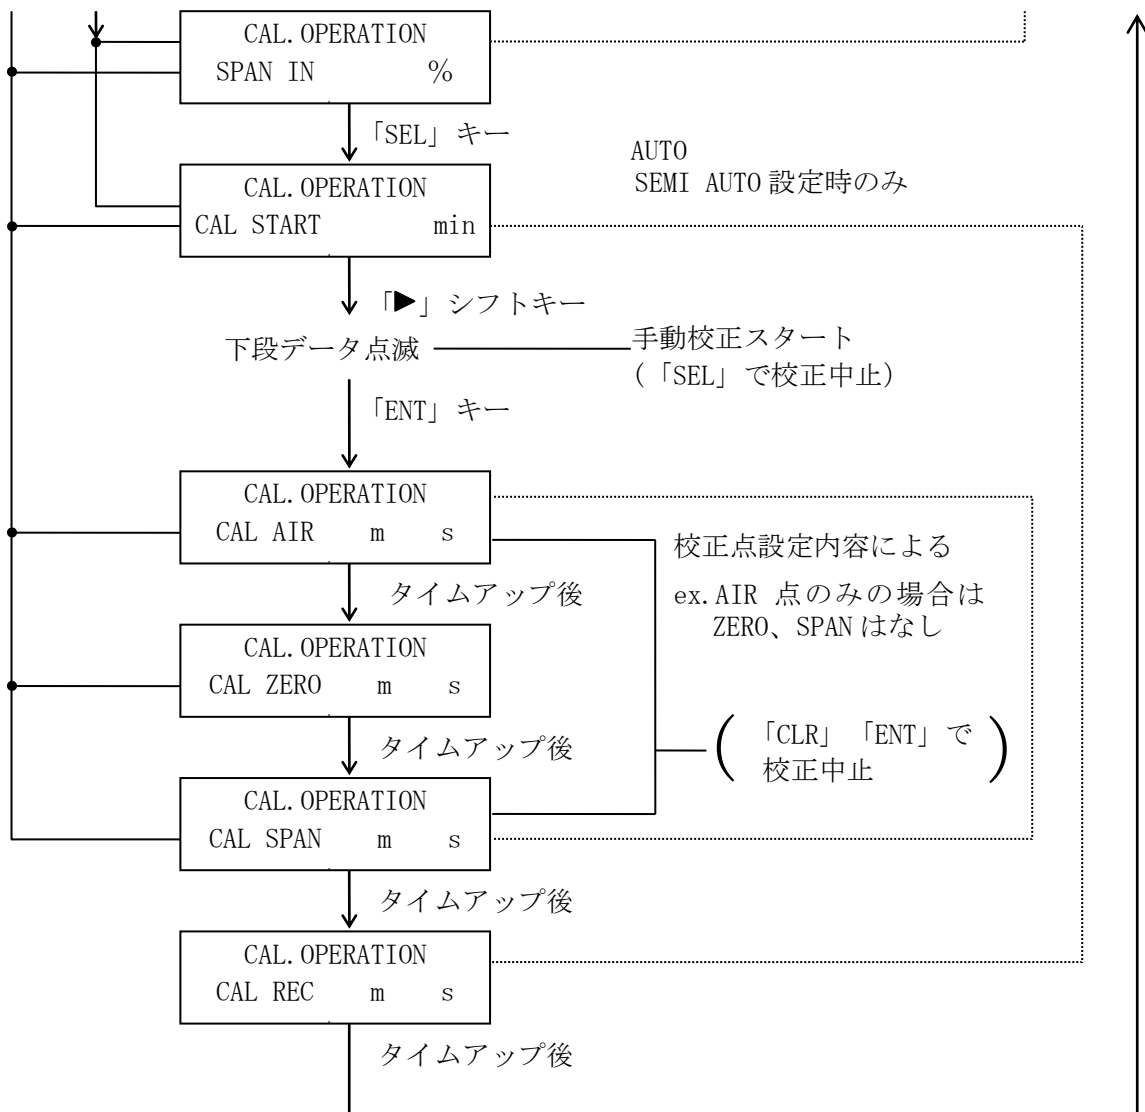 CAL.OPERATION
SPAN IN %
「SEL」キー
AUTO
SEMI AUTO 設定時のみ
CAL.OPERATION
CAL START min
「▶」シフトキー
下段データ点滅
手動校正スタート
(「SEL」で校正中止)
「ENT」キー
CAL.OPERATION
CAL AIR m s
校正点設定内容による
タイムアップ後
ex.AIR 点のみの場合は
ZERO、SPAN はなし
CAL.OPERATION
CAL ZERO m s
タイムアップ後
( 「CLR」「ENT」で
校正中止 )
CAL.OPERATION
CAL SPAN m s
タイムアップ後
CAL.OPERATION
CAL REC m s
タイムアップ後